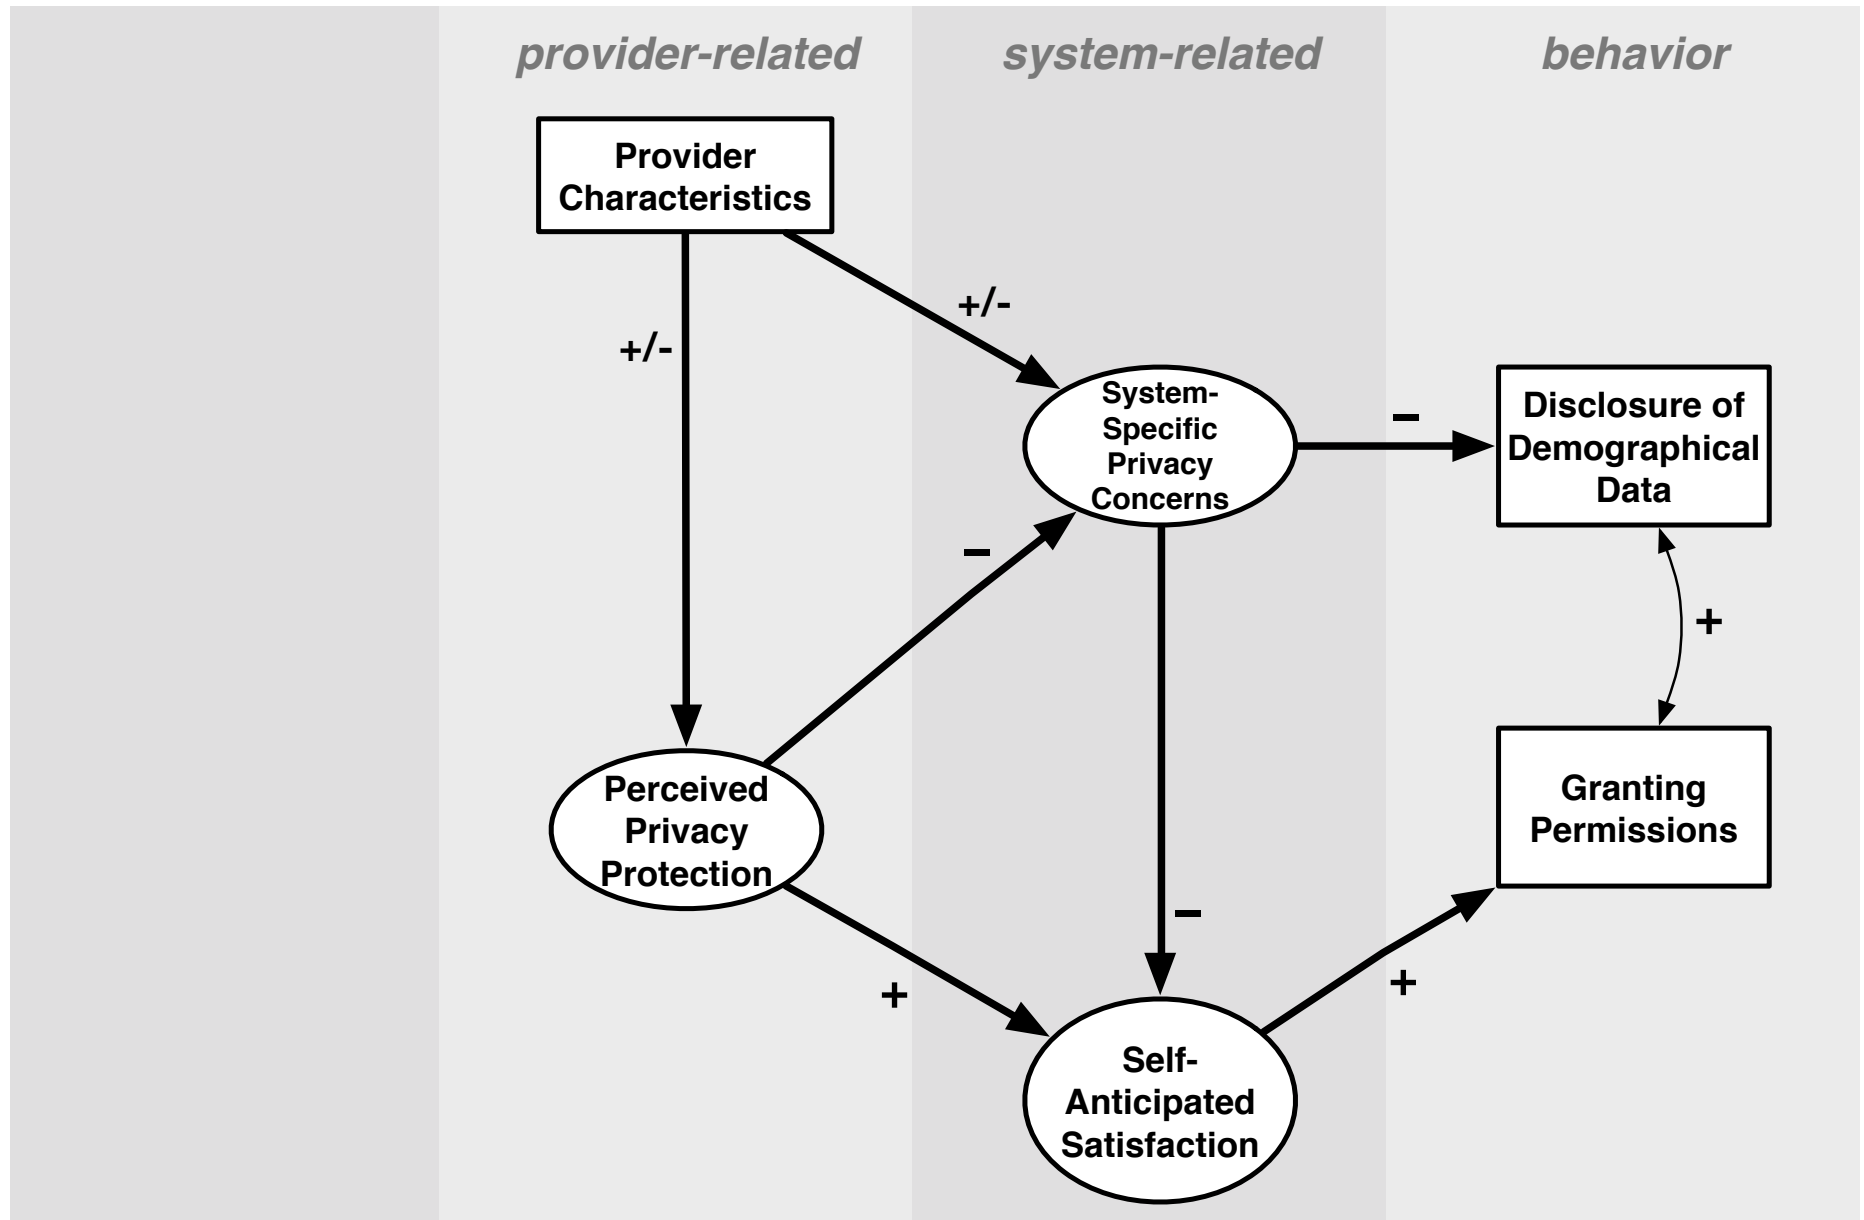 provider-related
system-related
behavior
Provider
Characteristics
+/-
+/-
System-
Specific
Privacy
Concerns
–
Disclosure of
Demographical
Data
–
+
Perceived
Privacy
Protection
Granting
Permissions
–
+
+
Self-
Anticipated
Satisfaction